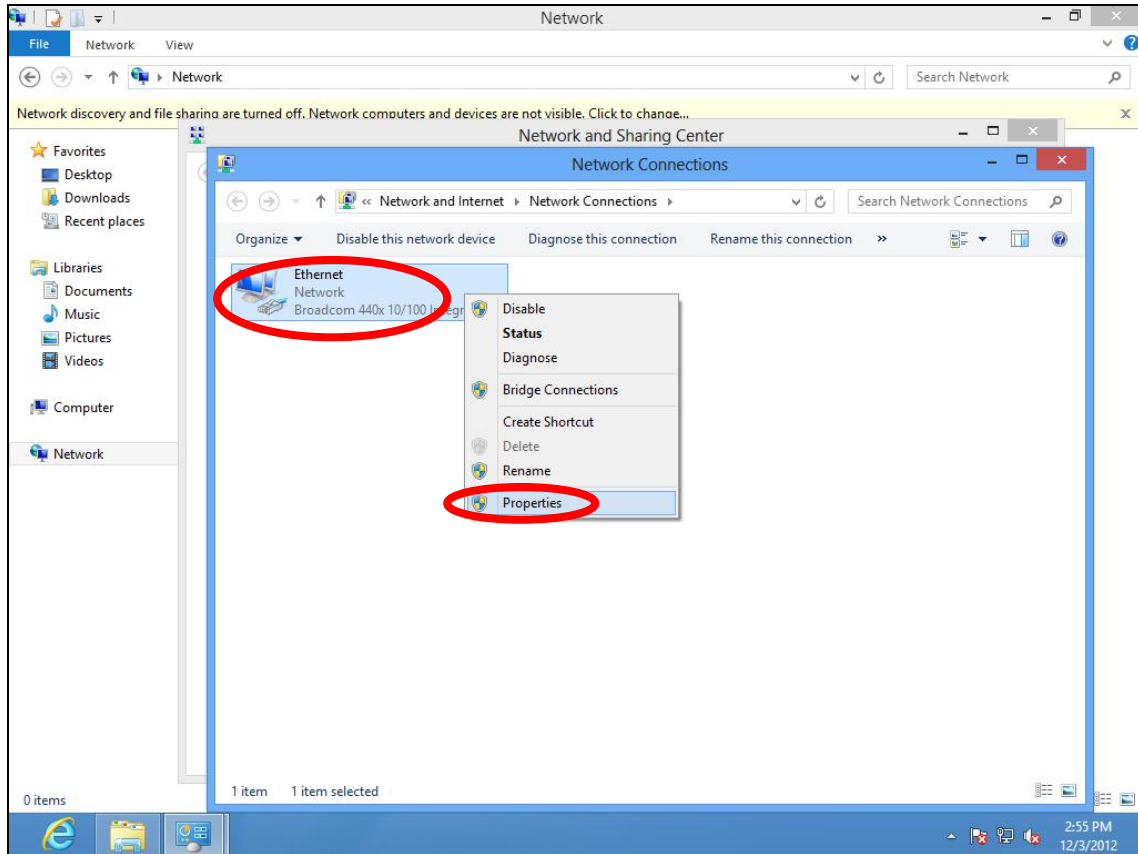 Network
File Network View
Network
Search Network
Network discovery and file sharing are turned off. Network computers and devices are not visible. Click to change...
Favorites
Desktop
Downloads
Recent places
Libraries
Documents
Music
Pictures
Videos
Computer
Network
0 items
Network and Sharing Center
Network Connections
« Network and Internet Network Connections
Search Network Connections
Organize Disable this network device Diagnose this connection Rename this connection »
Ethernet
Network
Broadcom 440x 10/100 Integr
Disable
Status
Diagnose
Bridge Connections
Create Shortcut
Delete
Rename
Properties
1 item 1 item selected
2:55 PM
12/3/2012